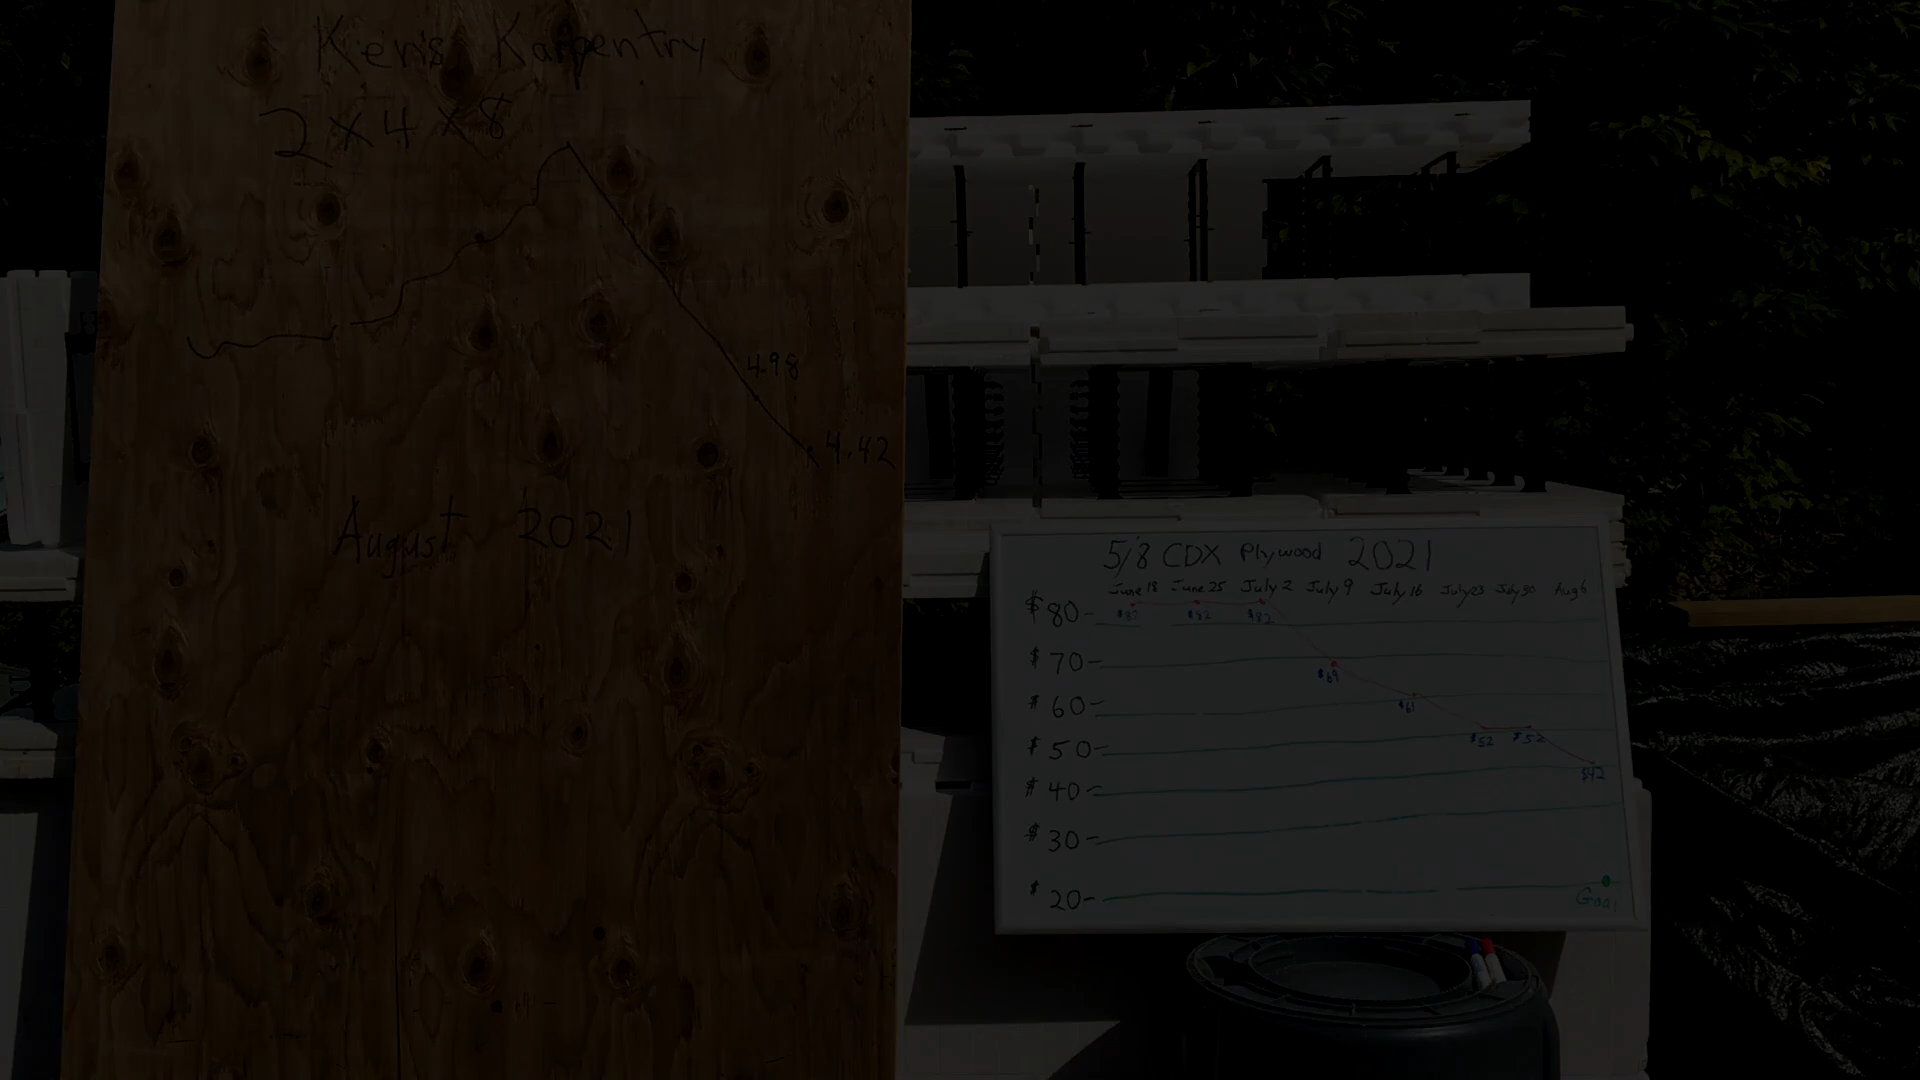 Ken's Karpentry
2 x 4 x 8
4.98
4.42
August 2021
5/8 CDX Plywood 2021
June 18 June 25 July 2 July 9 July 16 July 23 July 30 Aug 6
$ 80-
$82 $82 $82
$ 70-
$69
$ 60-
$61
$ 50-
$52 $52
$42
$ 40-
$ 30-
$ 20-
Goal